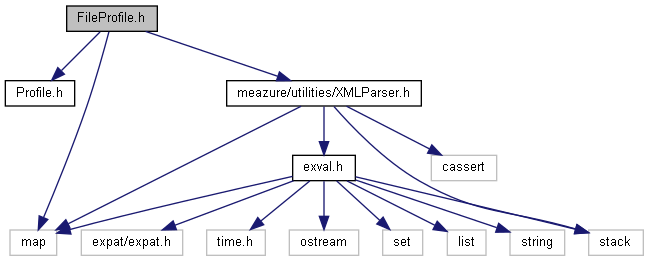 FileProfile.h
Profile.h
meazure/utilities/XMLParser.h
exval.h
cassert
map
expat/expat.h
time.h
ostream
set
list
string
stack